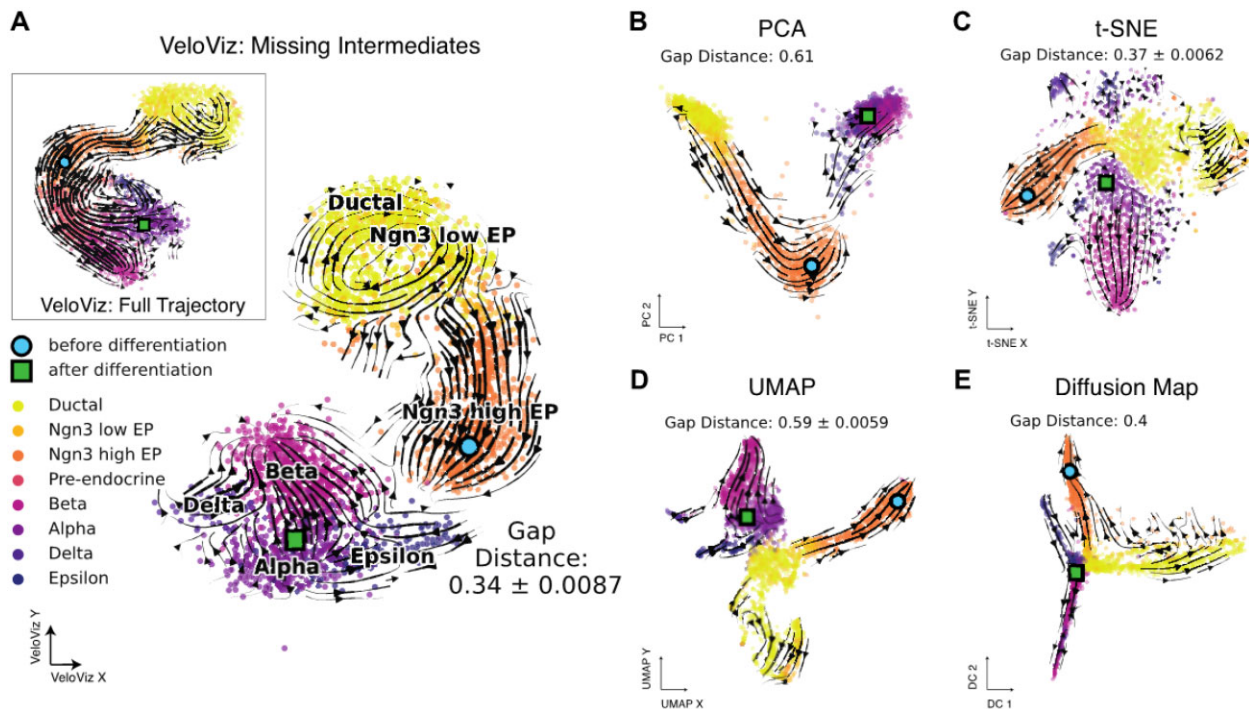 A
VeloViz: Missing Intermediates
VeloViz: Full Trajectory
before differentiation
after differentiation
Ductal
Ngn3 low EP
Ngn3 high EP
Pre-endocrine
Beta
Alpha
Delta
Epsilon
VeloViz Y
VeloViz X
Ductal
Ngn3 low EP
Ngn3 high EP
Beta
Delta
Epsilon
Alpha
Gap
Distance:
0.34 ± 0.0087
B
PCA
Gap Distance: 0.61
PC 2
PC 1
C
t-SNE
Gap Distance: 0.37 ± 0.0062
t-SNE Y
t-SNE X
D
UMAP
Gap Distance: 0.59 ± 0.0059
UMAP Y
UMAP X
E
Diffusion Map
Gap Distance: 0.4
DC 2
DC 1